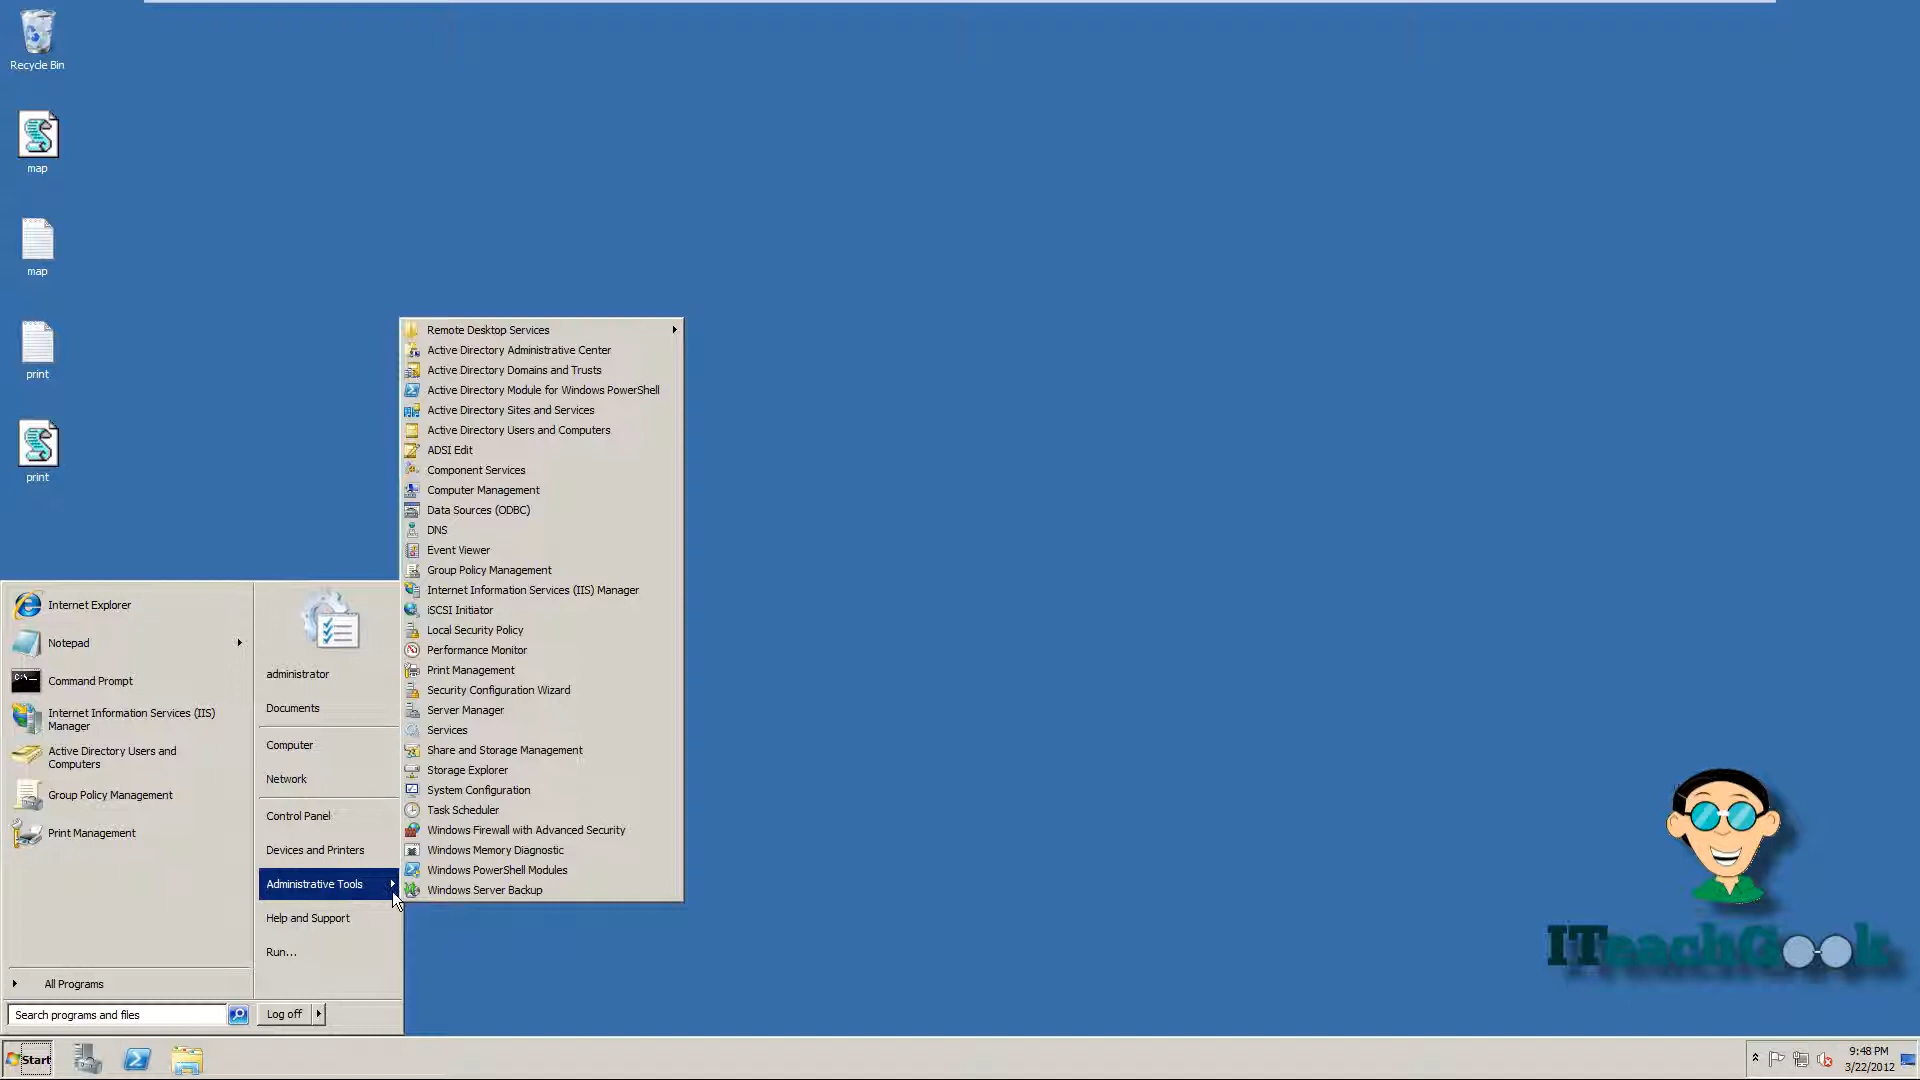 Recycle Bin
map
map
print
print
Remote Desktop Services
Active Directory Administrative Center
Active Directory Domains and Trusts
Active Directory Module for Windows PowerShell
Active Directory Sites and Services
Active Directory Users and Computers
ADSI Edit
Component Services
Computer Management
Data Sources (ODBC)
DNS
Event Viewer
Group Policy Management
Internet Information Services (IIS) Manager
iSCSI Initiator
Local Security Policy
Performance Monitor
Print Management
Security Configuration Wizard
Server Manager
Services
Share and Storage Management
Storage Explorer
System Configuration
Task Scheduler
Windows Firewall with Advanced Security
Windows Memory Diagnostic
Windows PowerShell Modules
Windows Server Backup
Internet Explorer
Notepad
Command Prompt
Internet Information Services (IIS)
Manager
Active Directory Users and
Computers
Group Policy Management
Print Management
All Programs
Search programs and files
administrator
Documents
Computer
Network
Control Panel
Devices and Printers
Administrative Tools
Help and Support
Run...
Log off
ITeachGook
Start
9:48 PM
3/22/2012